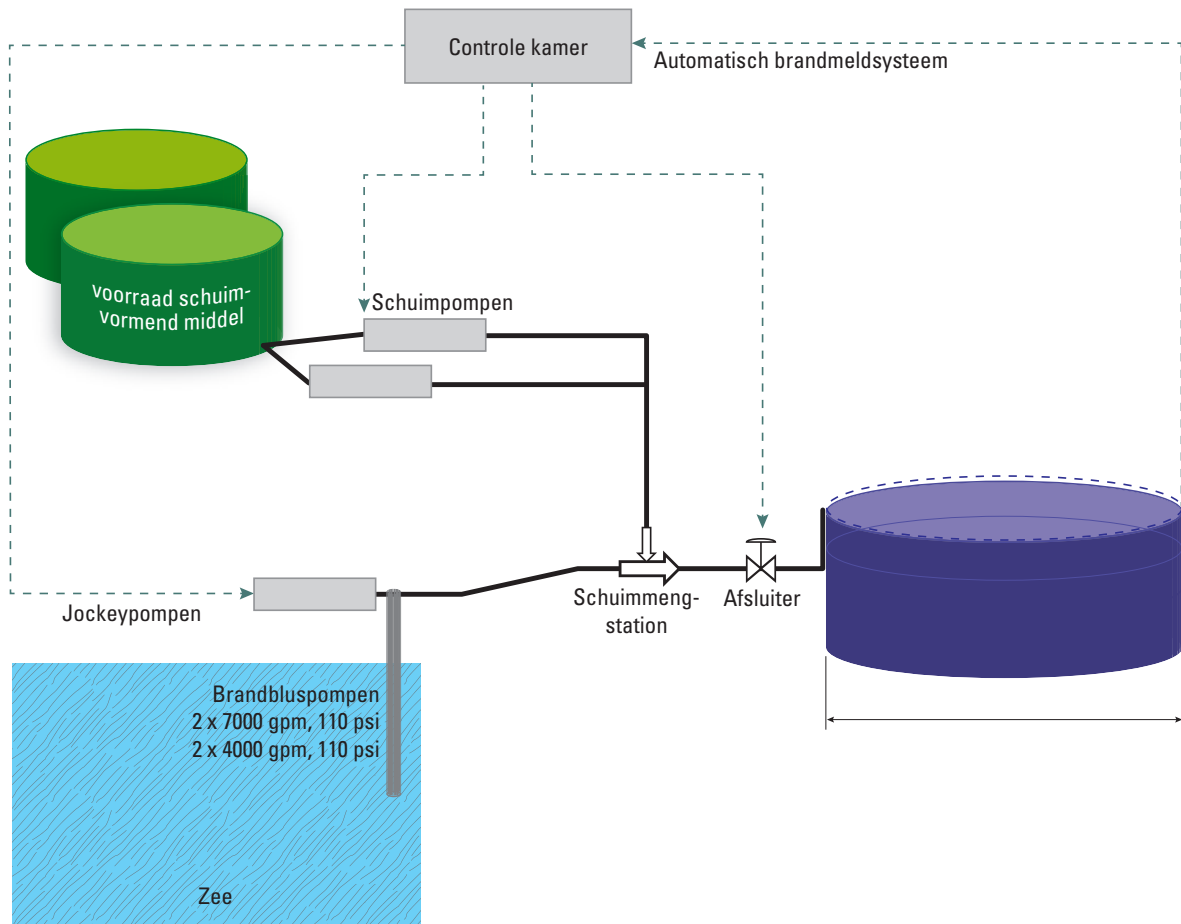 Controle kamer
Automatisch brandmeldsysteem
voorraad schuim-
vormend middel
Schuimpompen
Schuimmeng-
station
Afsluiter
Jockeypompen
Brandbluspompen
2 x 7000 gpm, 110 psi
2 x 4000 gpm, 110 psi
Zee